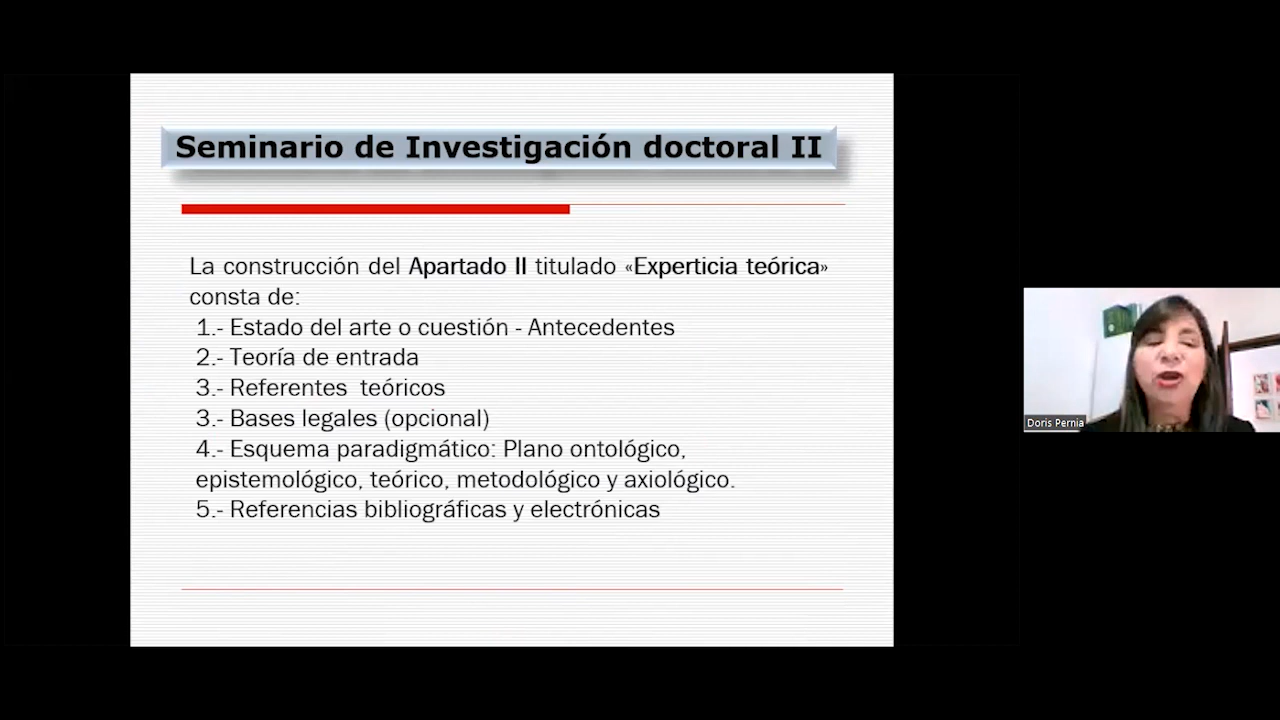 Seminario de Investigación doctoral II
La construcción del Apartado II titulado «Experticia teórica»
consta de:
1.- Estado del arte o cuestión - Antecedentes
2.- Teoría de entrada
3.- Referentes teóricos
3.- Bases legales (opcional)
4.- Esquema paradigmático: Plano ontológico,
epistemológico, teórico, metodológico y axiológico.
5.- Referencias bibliográficas y electrónicas
Doris Pernia